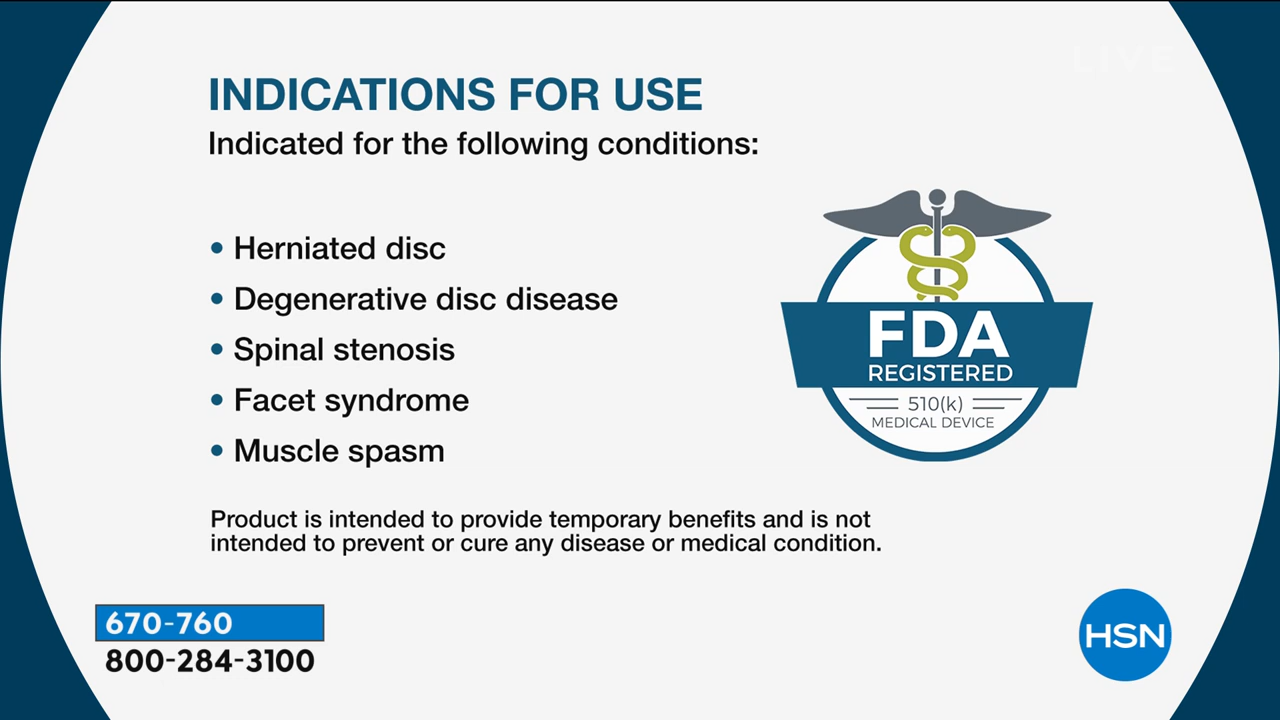 LIVE
INDICATIONS FOR USE
Indicated for the following conditions:
• Herniated disc
• Degenerative disc disease
• Spinal stenosis
• Facet syndrome
• Muscle spasm
FDA
REGISTERED
510(k)
MEDICAL DEVICE
Product is intended to provide temporary benefits and is not
intended to prevent or cure any disease or medical condition.
670-760
800-284-3100
HSN